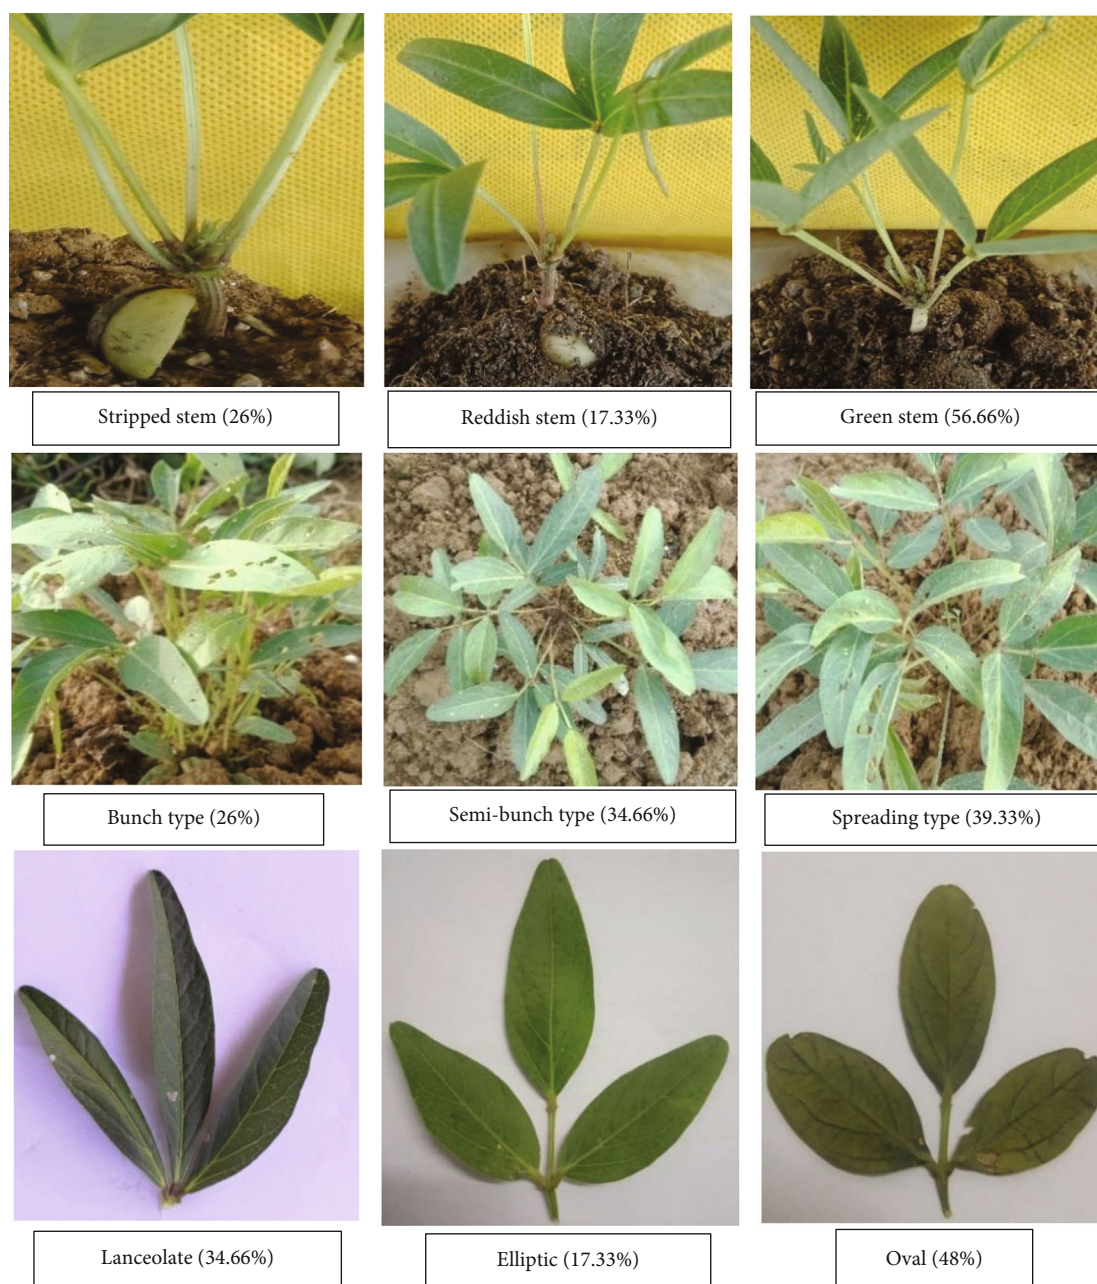 Stripped stem (26%)
Reddish stem (17.33%)
Green stem (56.66%)
Bunch type (26%)
Semi-bunch type (34.66%)
Spreading type (39.33%)
Lanceolate (34.66%)
Elliptic (17.33%)
Oval (48%)